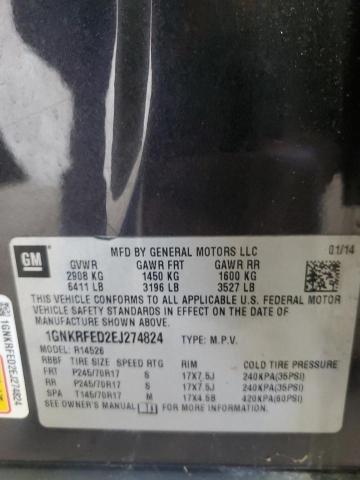 GM
MFD BY GENERAL MOTORS LLC
01/14
GVWR GAWR FRT GAWR RR
2908 KG 1450 KG 1600 KG
6411 LB 3196 LB 3527 LB
THIS VEHICLE CONFORMS TO ALL APPLICABLE U.S. FEDERAL MOTOR
VEHICLE SAFETY STANDARDS IN EFFECT ON THE DATE OF
MANUFACTURE SHOWN ABOVE.
1GNKRFED2EJ274824 TYPE: M.P.V.
MODEL: R14526
RBBF TIRE SIZE SPEED RTG RIM COLD TIRE PRESSURE
FRT P245/70R17 S 17X7.5J 240KPA(35PSI)
RR P245/70R17 S 17X7.5J 240KPA(35PSI)
SPA T145/70R17 M 17X4.5B 420KPA(60PSI)
SEE OWNER'S MANUAL FOR MORE INFORMATION.
1GNKRFED2EJ274824